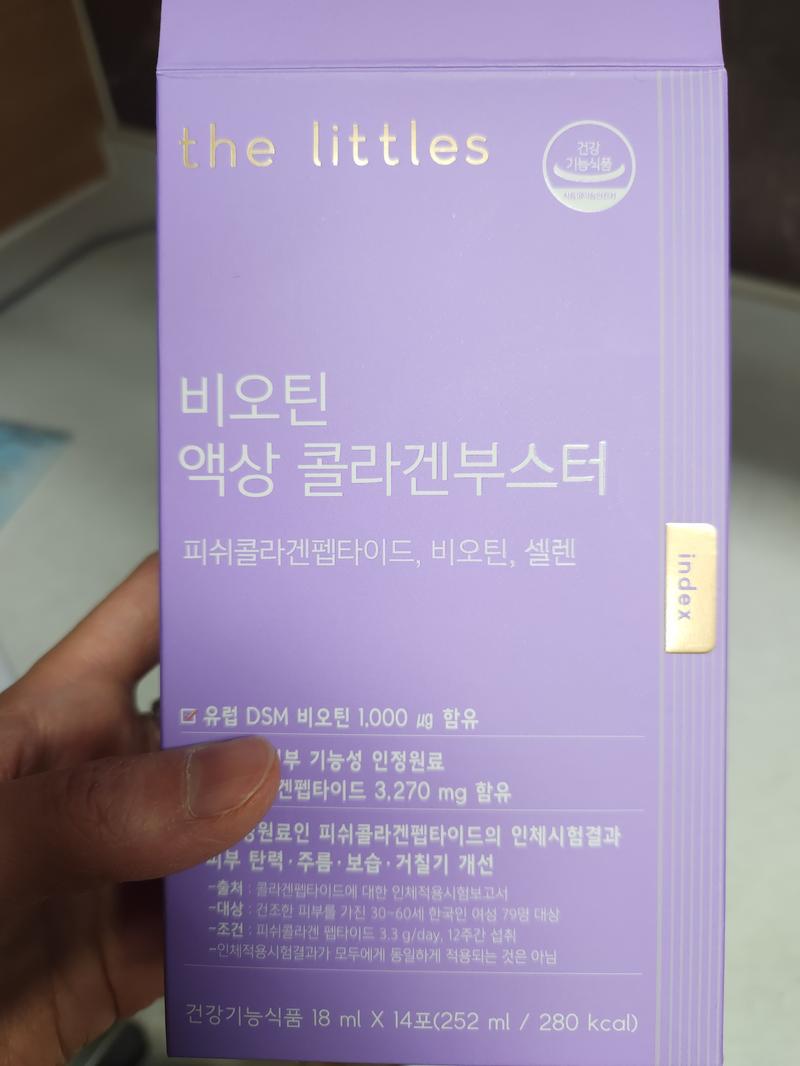 the littles
건강
기능식품
비오틴
액상 콜라겐부스터
피쉬콜라겐펩타이드, 비오틴, 셀렌
index
유럽 DSM 비오틴 1,000 ㎍ 함유
기능성 인정원료
3,270 mg 함유
피쉬콜라겐펩타이드의 인체시험결과
피부 탄력·주름·보습·거칠기 개선
-출처 : 콜라겐펩타이드에 대한 인체적용시험보고서
-대상 : 건조한 피부를 가진 30~60세 한국인 여성 79명 대상
-조건 : 피쉬콜라겐 펩타이드 3.3 g/day, 12주간 섭취
-인체적용시험결과가 모두에게 동일하게 적용되는 것은 아님
건강기능식품 18 ml X 14포(252 ml / 280 kcal)